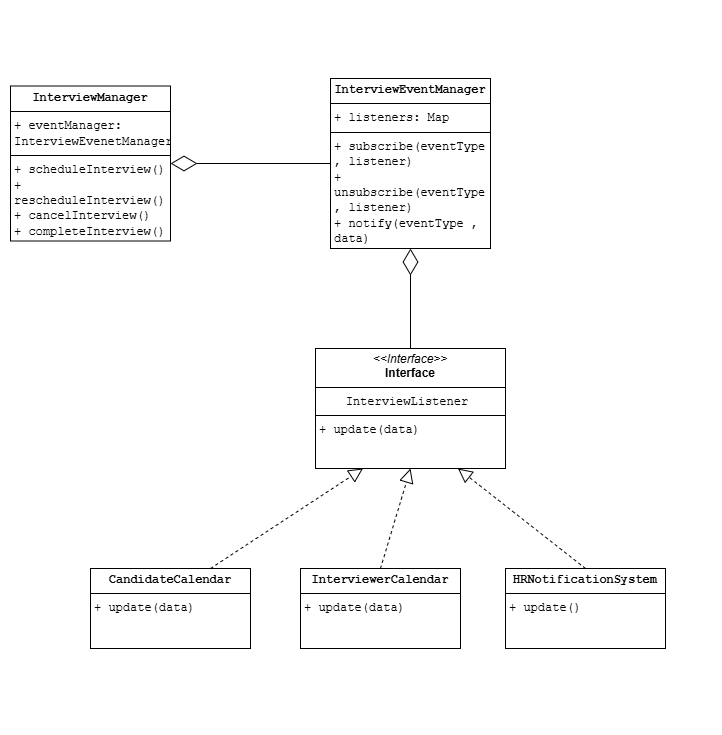 InterviewManager
+ eventManager:
InterviewEvenetManager
+ scheduleInterview()
+
rescheduleInterview()
+ cancelInterview()
+ completeInterview()
InterviewEventManager
+ listeners: Map
+ subscribe(eventType
, listener)
+
unsubscribe(eventType
, listener)
+ notify(eventType ,
data)
<<Interface>>
Interface
InterviewListener
+ update(data)
CandidateCalendar
+ update(data)
InterviewerCalendar
+ update(data)
HRNotificationSystem
+ update()